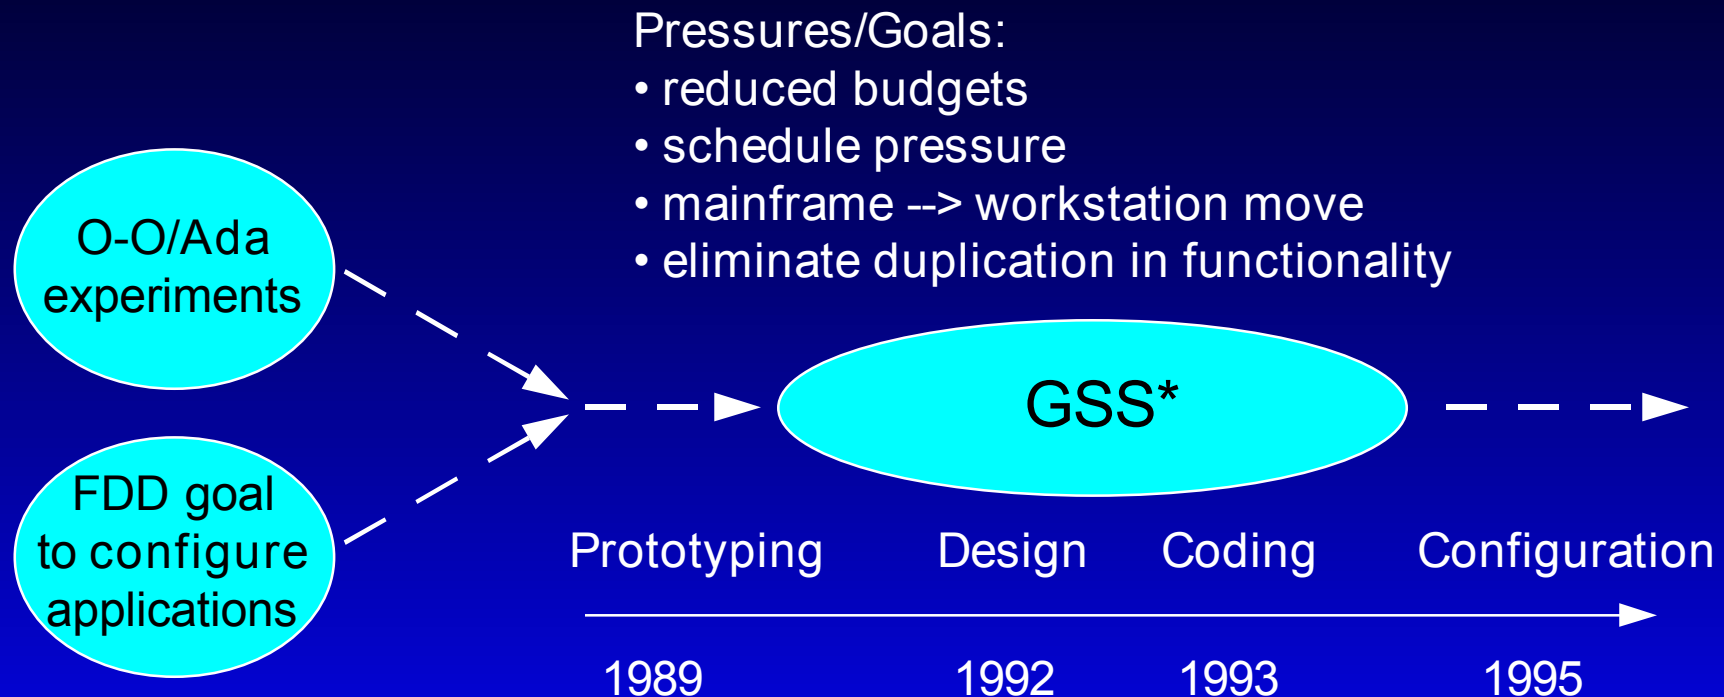 Pressures/Goals:
• reduced budgets
• schedule pressure
• mainframe --> workstation move
• eliminate duplication in functionality
O-O/Ada
experiments
FDD goal
to configure
applications
GSS*
Prototyping Design Coding Configuration
1989 1992 1993 1995